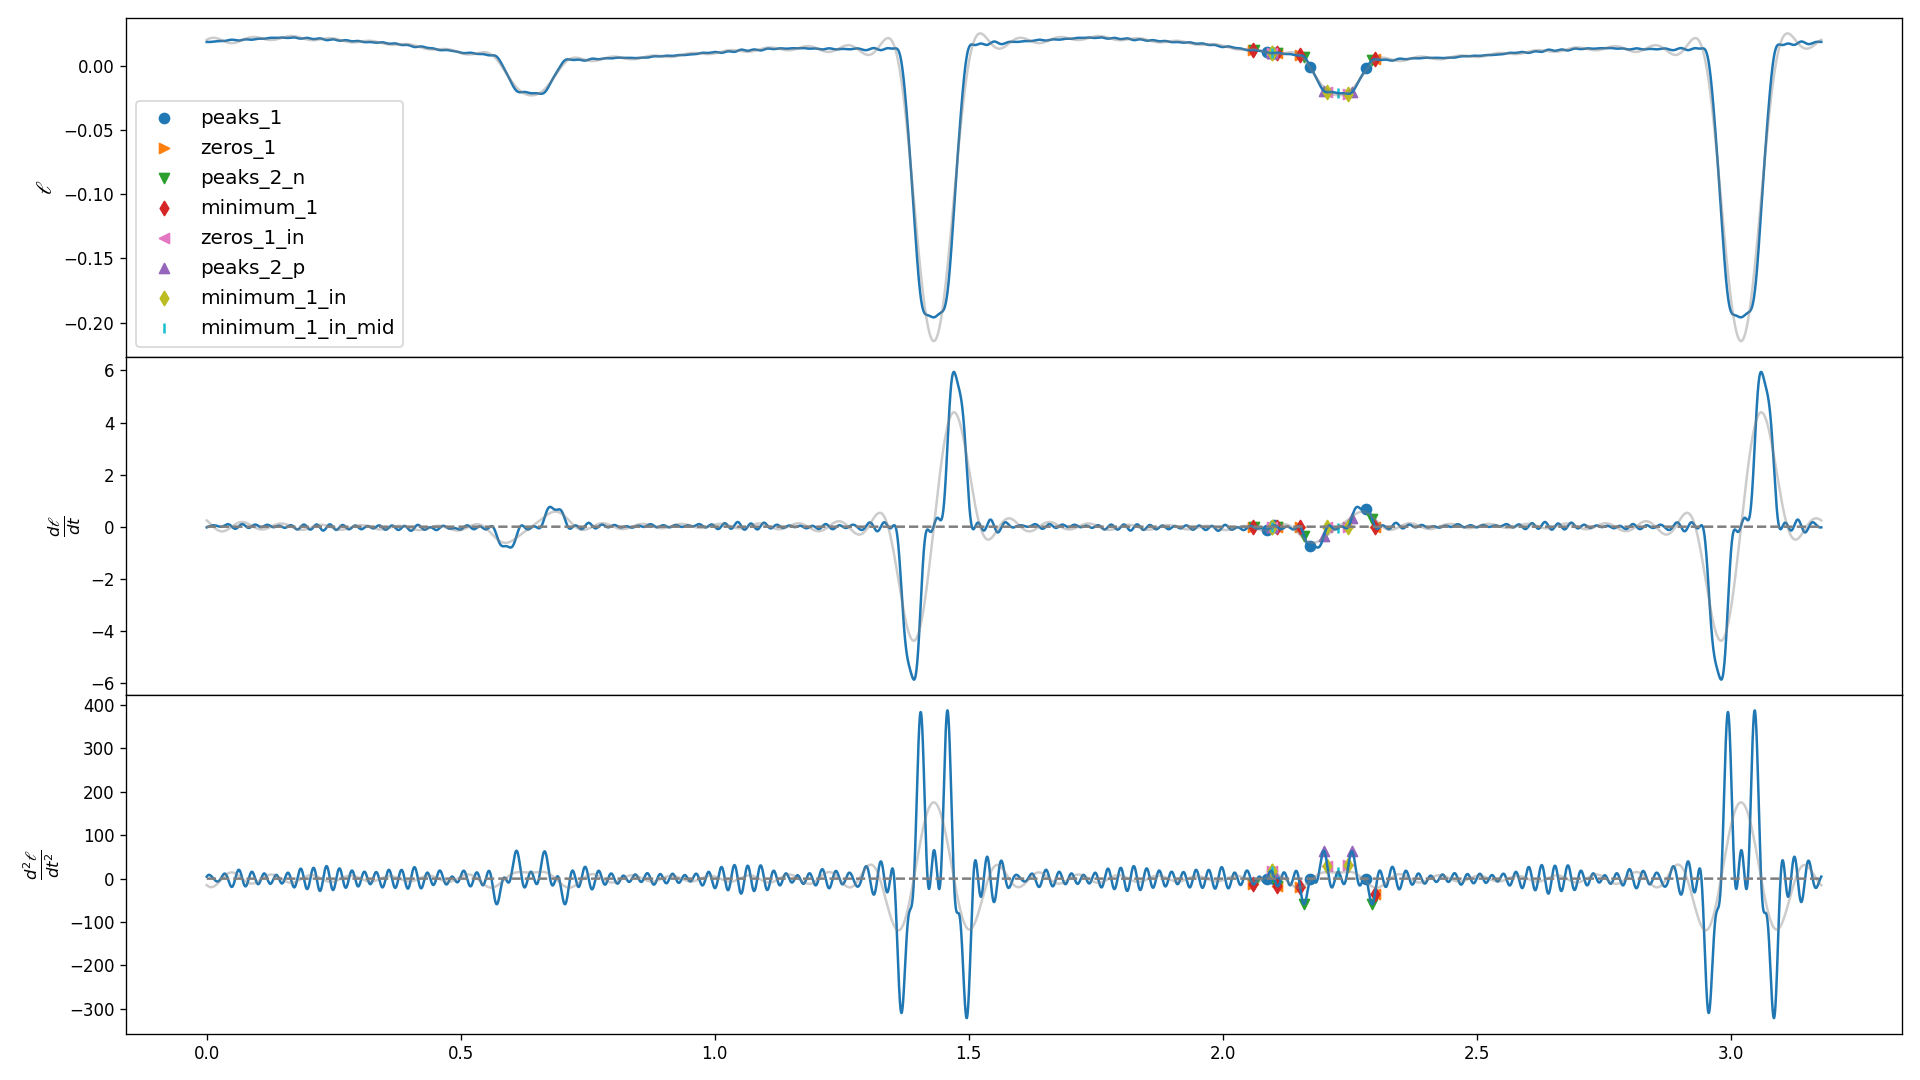 0.00
−0.05
−0.10
−0.15
−0.20
ℓ
peaks_1
zeros_1
peaks_2_n
minimum_1
zeros_1_in
peaks_2_p
minimum_1_in
minimum_1_in_mid
6
4
2
0
−2
−4
−6
dℓ
dt
400
300
200
100
0
−100
−200
−300
d²ℓ
dt²
0.0 0.5 1.0 1.5 2.0 2.5 3.0